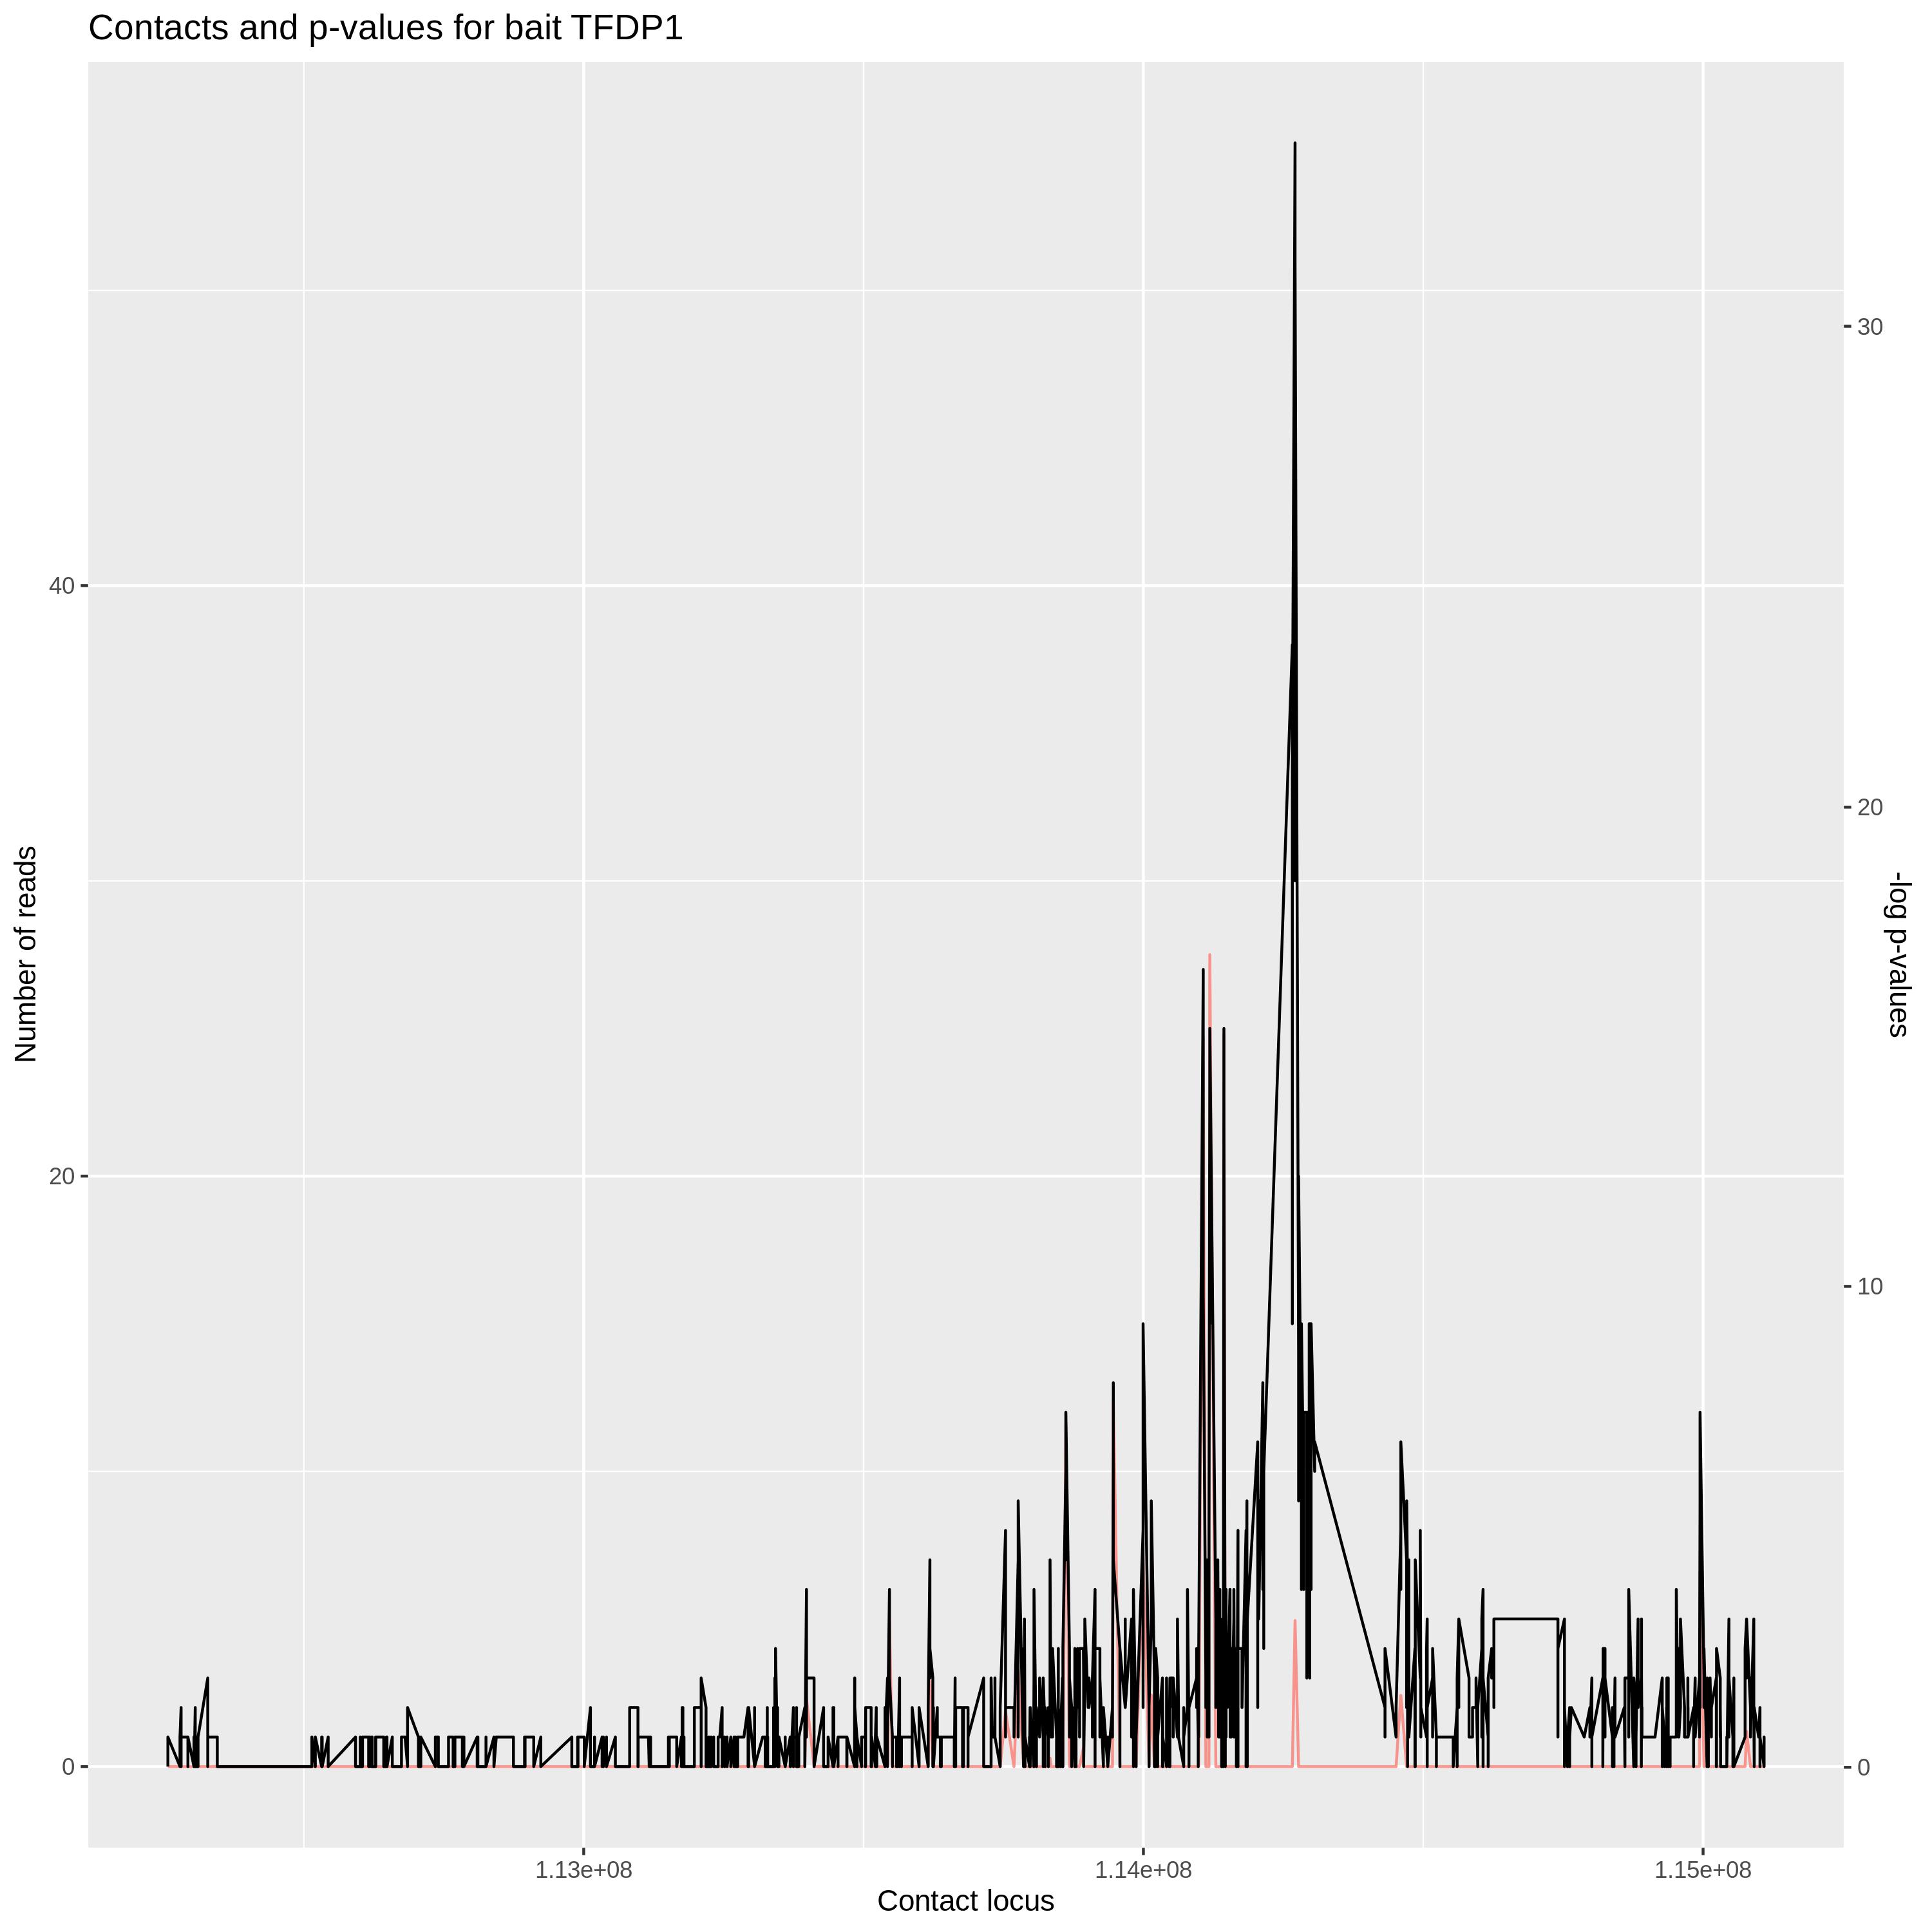 Contacts and p-values for bait TFDP1
Number of reads
40
20
0
30
20
10
0
-log p-values
1.13e+08
1.14e+08
1.15e+08
Contact locus